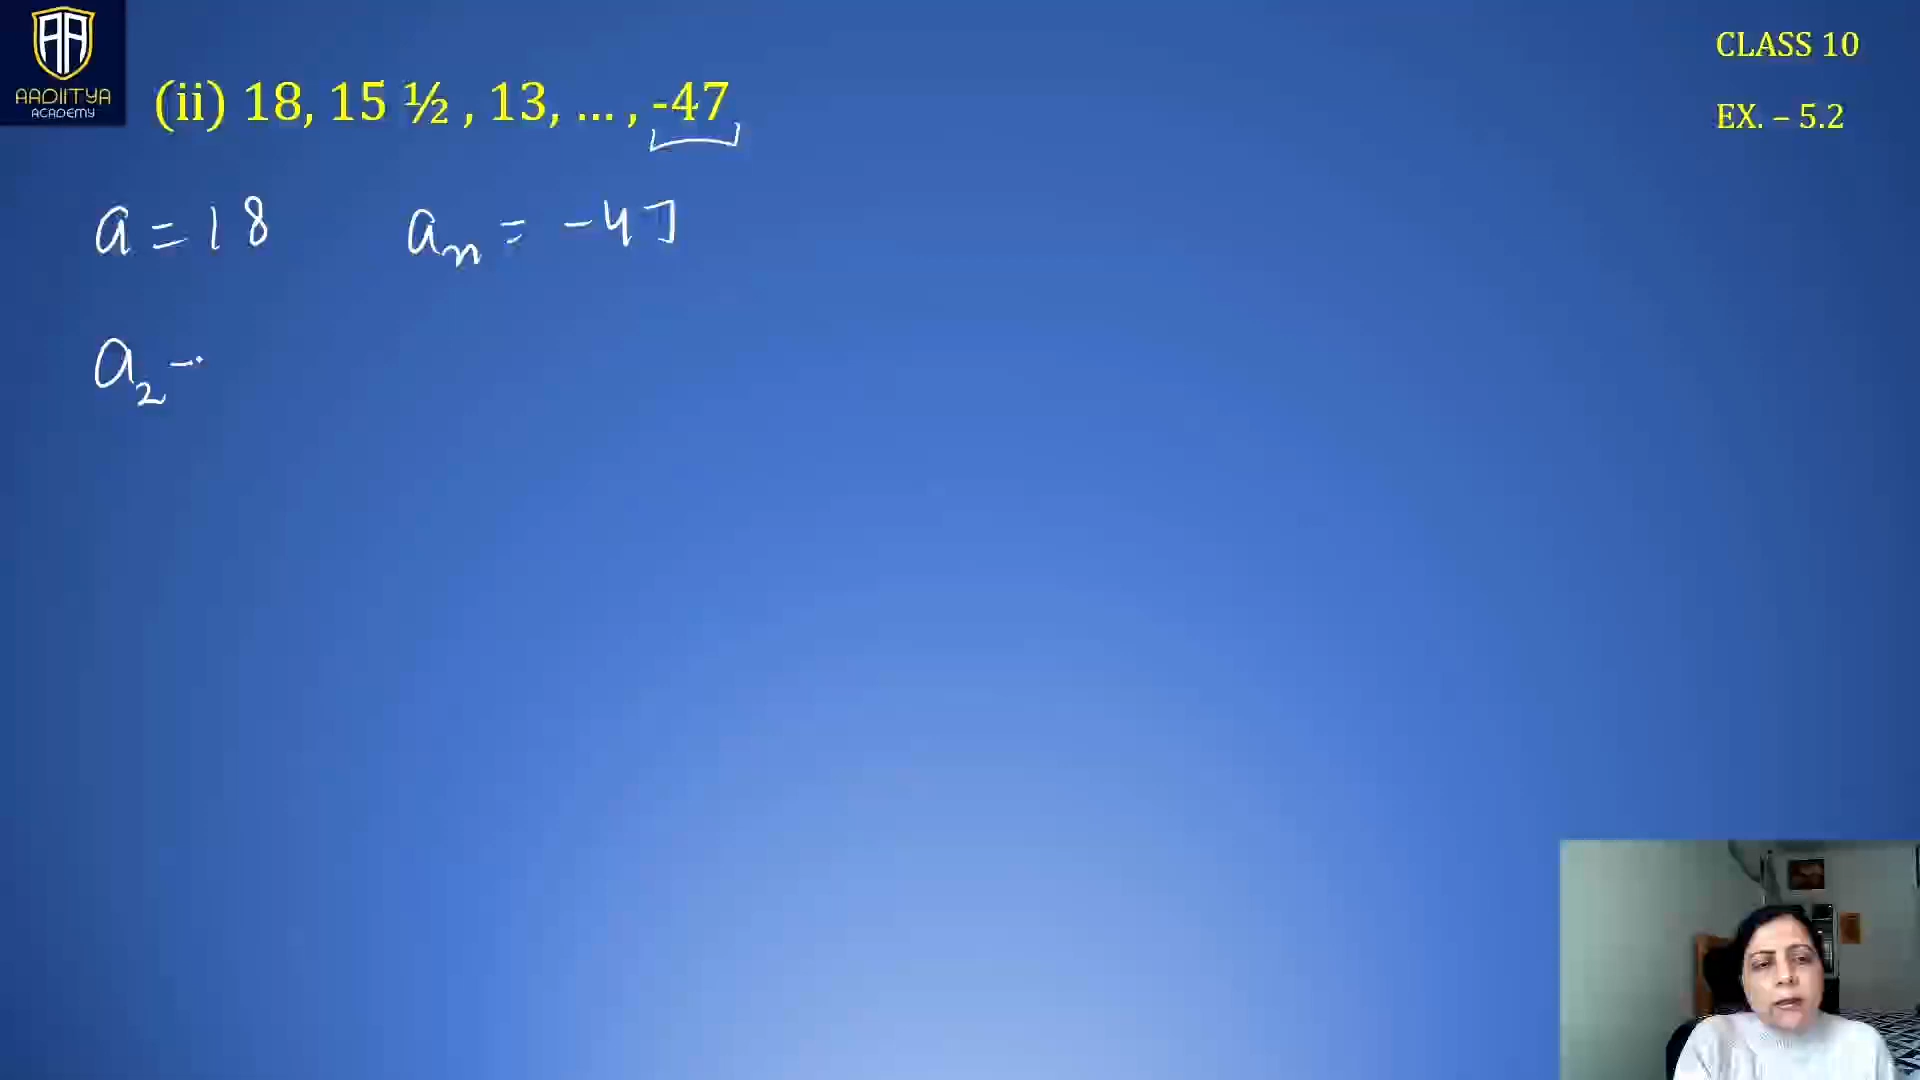 AADIITYA
ACADEMY
(ii) 18, 15 ½ , 13, ... , -47
CLASS 10
EX. – 5.2
a = 18 aₙ = -47
a₂ -